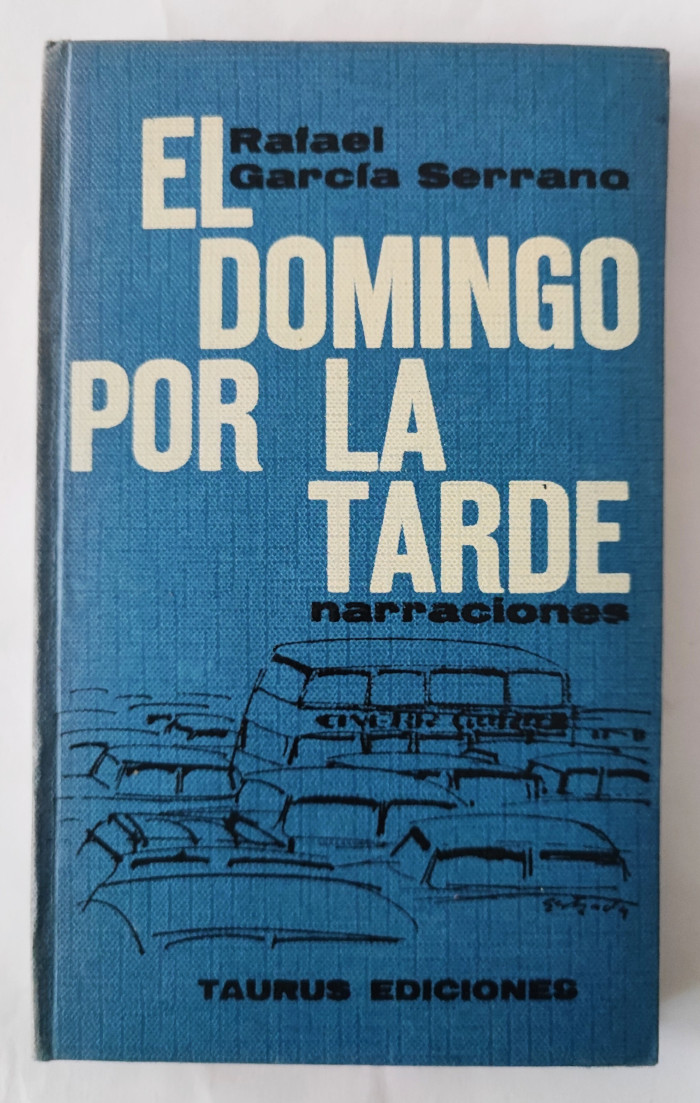 EL
Rafael
García Serrano
DOMINGO
POR LA
TARDE
narraciones
TAURUS EDICIONES